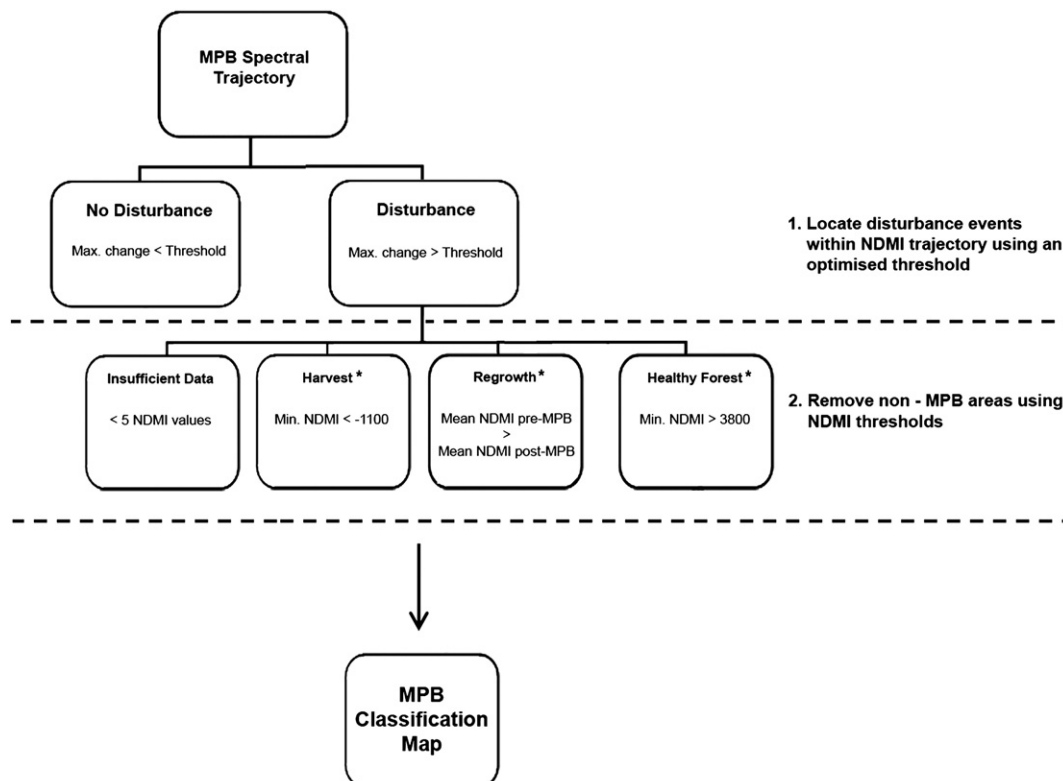 MPB Spectral
Trajectory
No Disturbance
Max. change < Threshold
Disturbance
Max. change > Threshold
1. Locate disturbance events
within NDMI trajectory using an
optimised threshold
Insufficient Data
< 5 NDMI values
Harvest *
Min. NDMI < -1100
Regrowth *
Mean NDMI pre-MPB
>
Mean NDMI post-MPB
Healthy Forest *
Min. NDMI > 3800
2. Remove non - MPB areas using
NDMI thresholds
MPB
Classification
Map